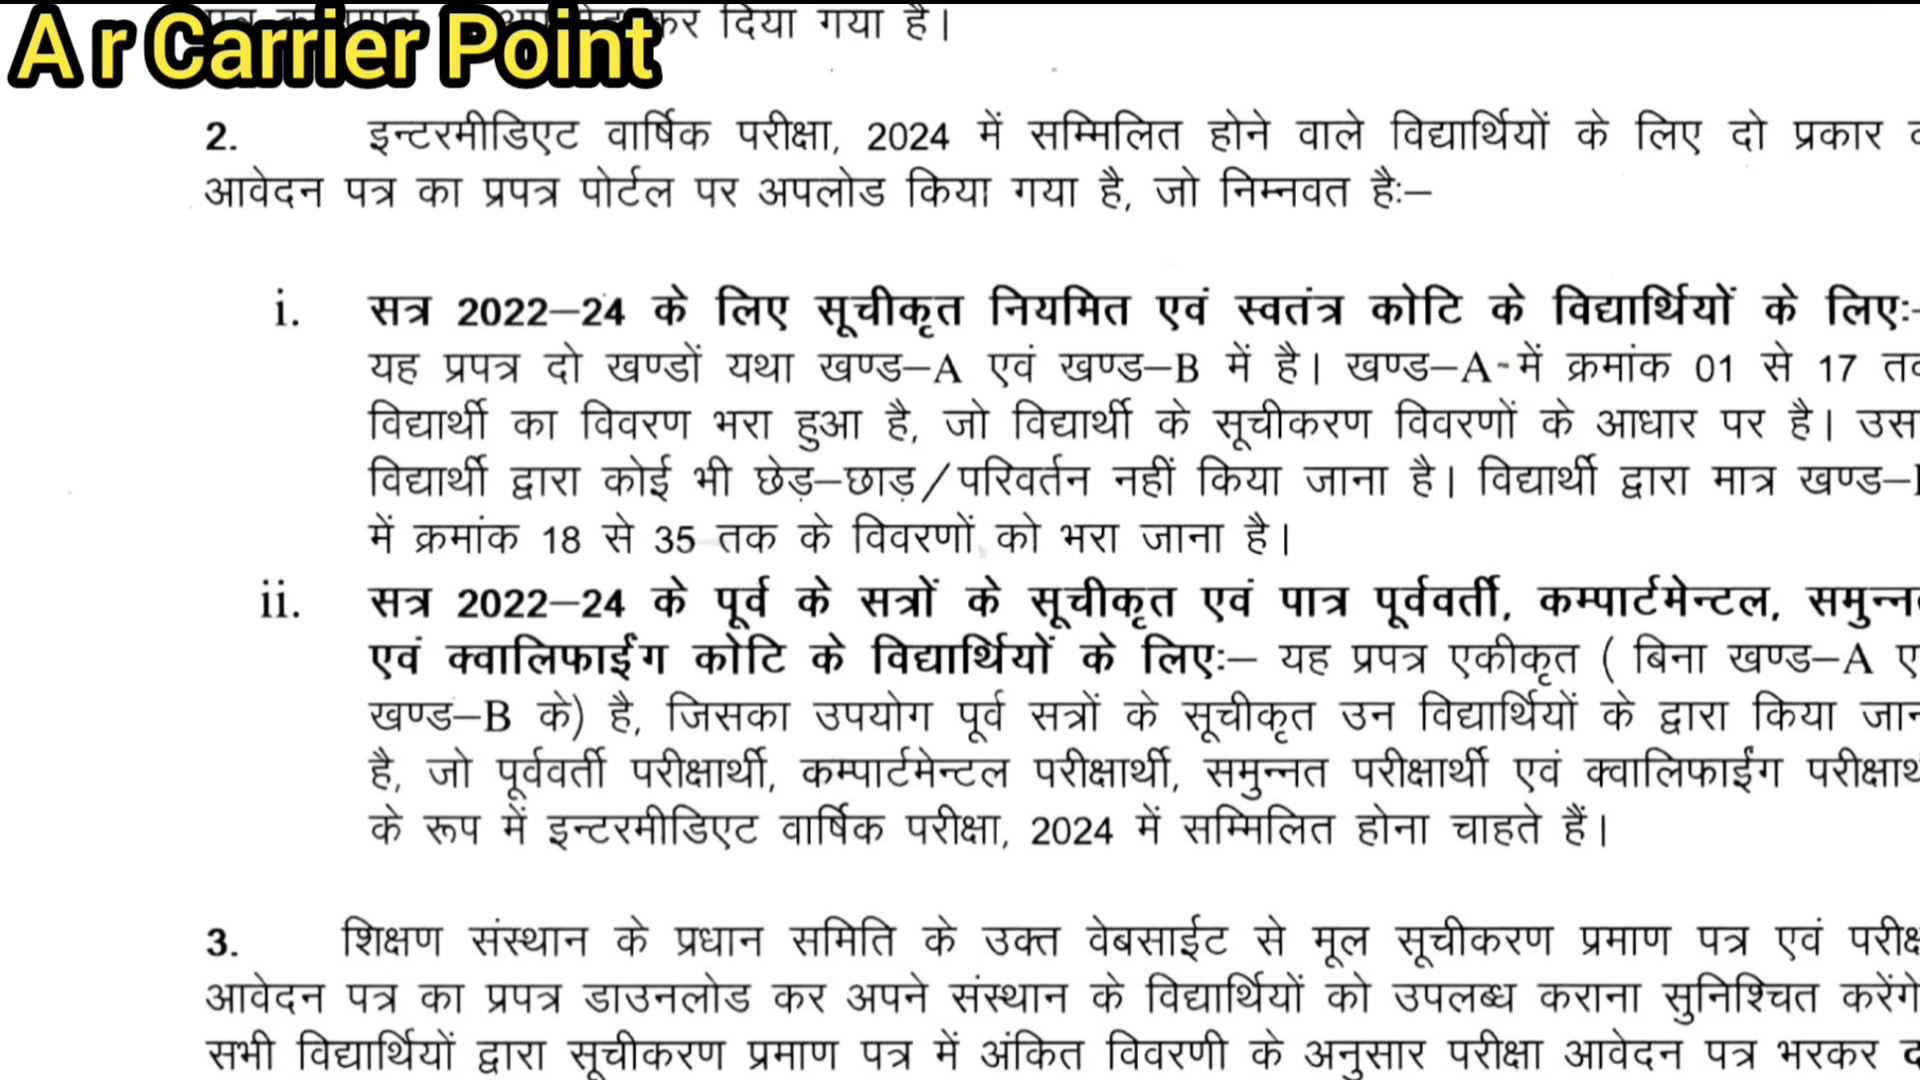 कर दिया गया है।
A r Carrier Point
2. इन्टरमीडिएट वार्षिक परीक्षा, 2024 में सम्मिलित होने वाले विद्यार्थियों के लिए दो प्रकार
आवेदन पत्र का प्रपत्र पोर्टल पर अपलोड किया गया है, जो निम्नवत है:–
i. सत्र 2022–24 के लिए सूचीकृत नियमित एवं स्वतंत्र कोटि के विद्यार्थियों के लिए:-
यह प्रपत्र दो खण्डों यथा खण्ड–A एवं खण्ड–B में है। खण्ड–A में क्रमांक 01 से 17
विद्यार्थी का विवरण भरा हुआ है, जो विद्यार्थी के सूचीकरण विवरणों के आधार पर है। उस
विद्यार्थी द्वारा कोई भी छेड़–छाड़/परिवर्तन नहीं किया जाना है। विद्यार्थी द्वारा मात्र खण्ड–
में क्रमांक 18 से 35 तक के विवरणों को भरा जाना है।
ii. सत्र 2022–24 के पूर्व के सत्रों के सूचीकृत एवं पात्र पूर्ववर्ती, कम्पार्टमेन्टल,
एवं क्वालिफाईंग कोटि के विद्यार्थियों के लिए:– यह प्रपत्र एकीकृत ( बिना खण्ड–A
खण्ड–B के) है, जिसका उपयोग पूर्व सत्रों के सूचीकृत उन विद्यार्थियों के द्वारा किया
है, जो पूर्ववर्ती परीक्षार्थी, कम्पार्टमेन्टल परीक्षार्थी, समुन्नत परीक्षार्थी एवं क्वालिफाईंग
के रूप में इन्टरमीडिएट वार्षिक परीक्षा, 2024 में सम्मिलित होना चाहते हैं।
3. शिक्षण संस्थान के प्रधान समिति के उक्त वेबसाईट से मूल सूचीकरण प्रमाण पत्र एवं
आवेदन पत्र का प्रपत्र डाउनलोड कर अपने संस्थान के विद्यार्थियों को उपलब्ध कराना सुनिश्चित करेंगे
सभी विद्यार्थियों द्वारा सूचीकरण प्रमाण पत्र में अंकित विवरणी के अनुसार परीक्षा आवेदन पत्र भरकर